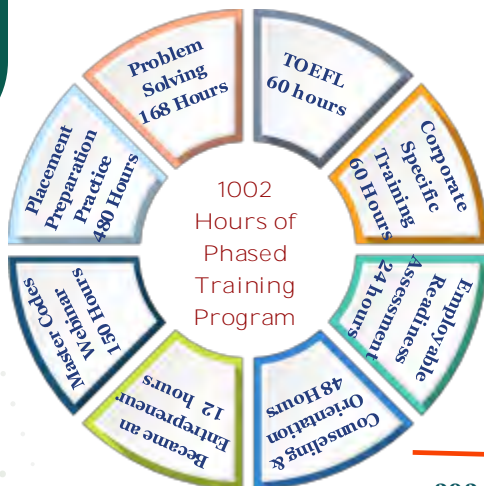 Problem
Solving
168 Hours
TOEFL
60 hours
Corporate
Specific
Training
60 Hours
Employable
Readiness
Assessment
24 hours
Counseling &
Orientation
48 Hours
Became an
Entrepreneur
12 hours
Master Codes
Webinar
150 Hours
Placement
Preparation
Practice
480 Hours
1002
Hours of
Phased
Training
Program